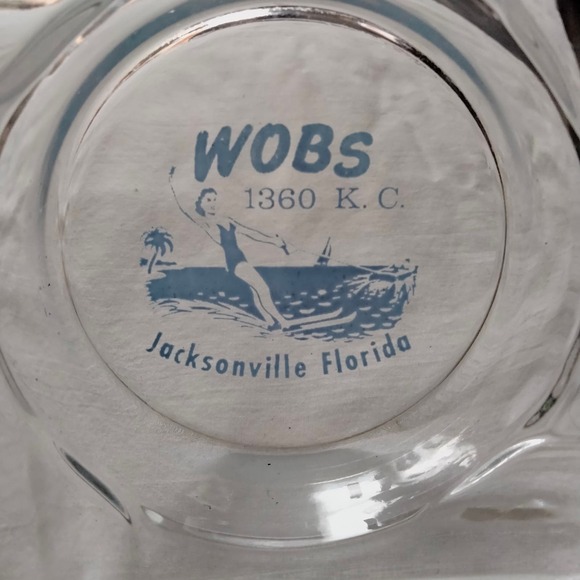 WOBS
1360 K. C.
Jacksonville Florida